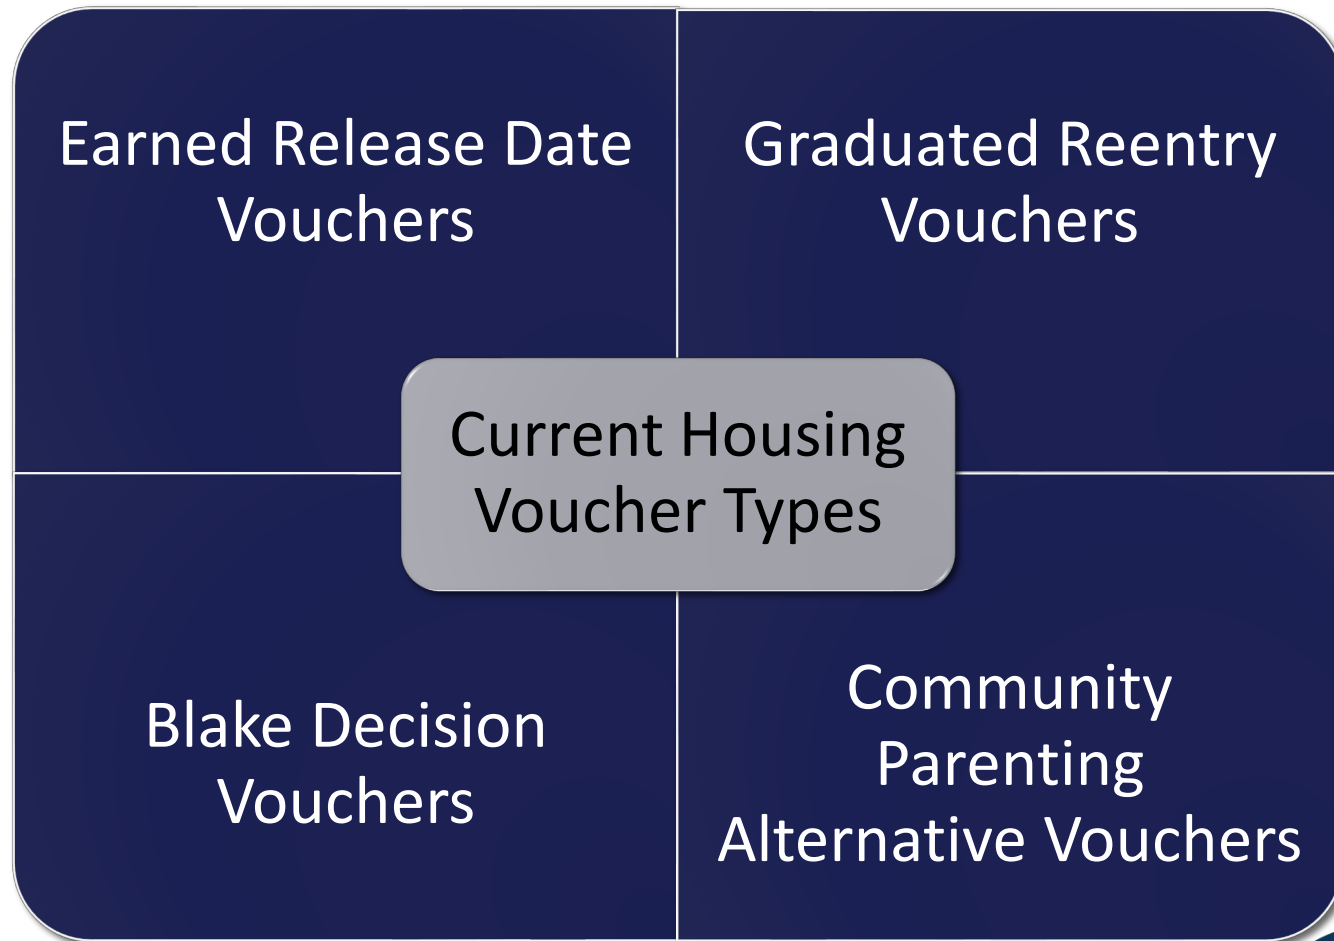 Earned Release Date
Vouchers
Graduated Reentry
Vouchers
Current Housing
Voucher Types
Blake Decision
Vouchers
Community
Parenting
Alternative Vouchers